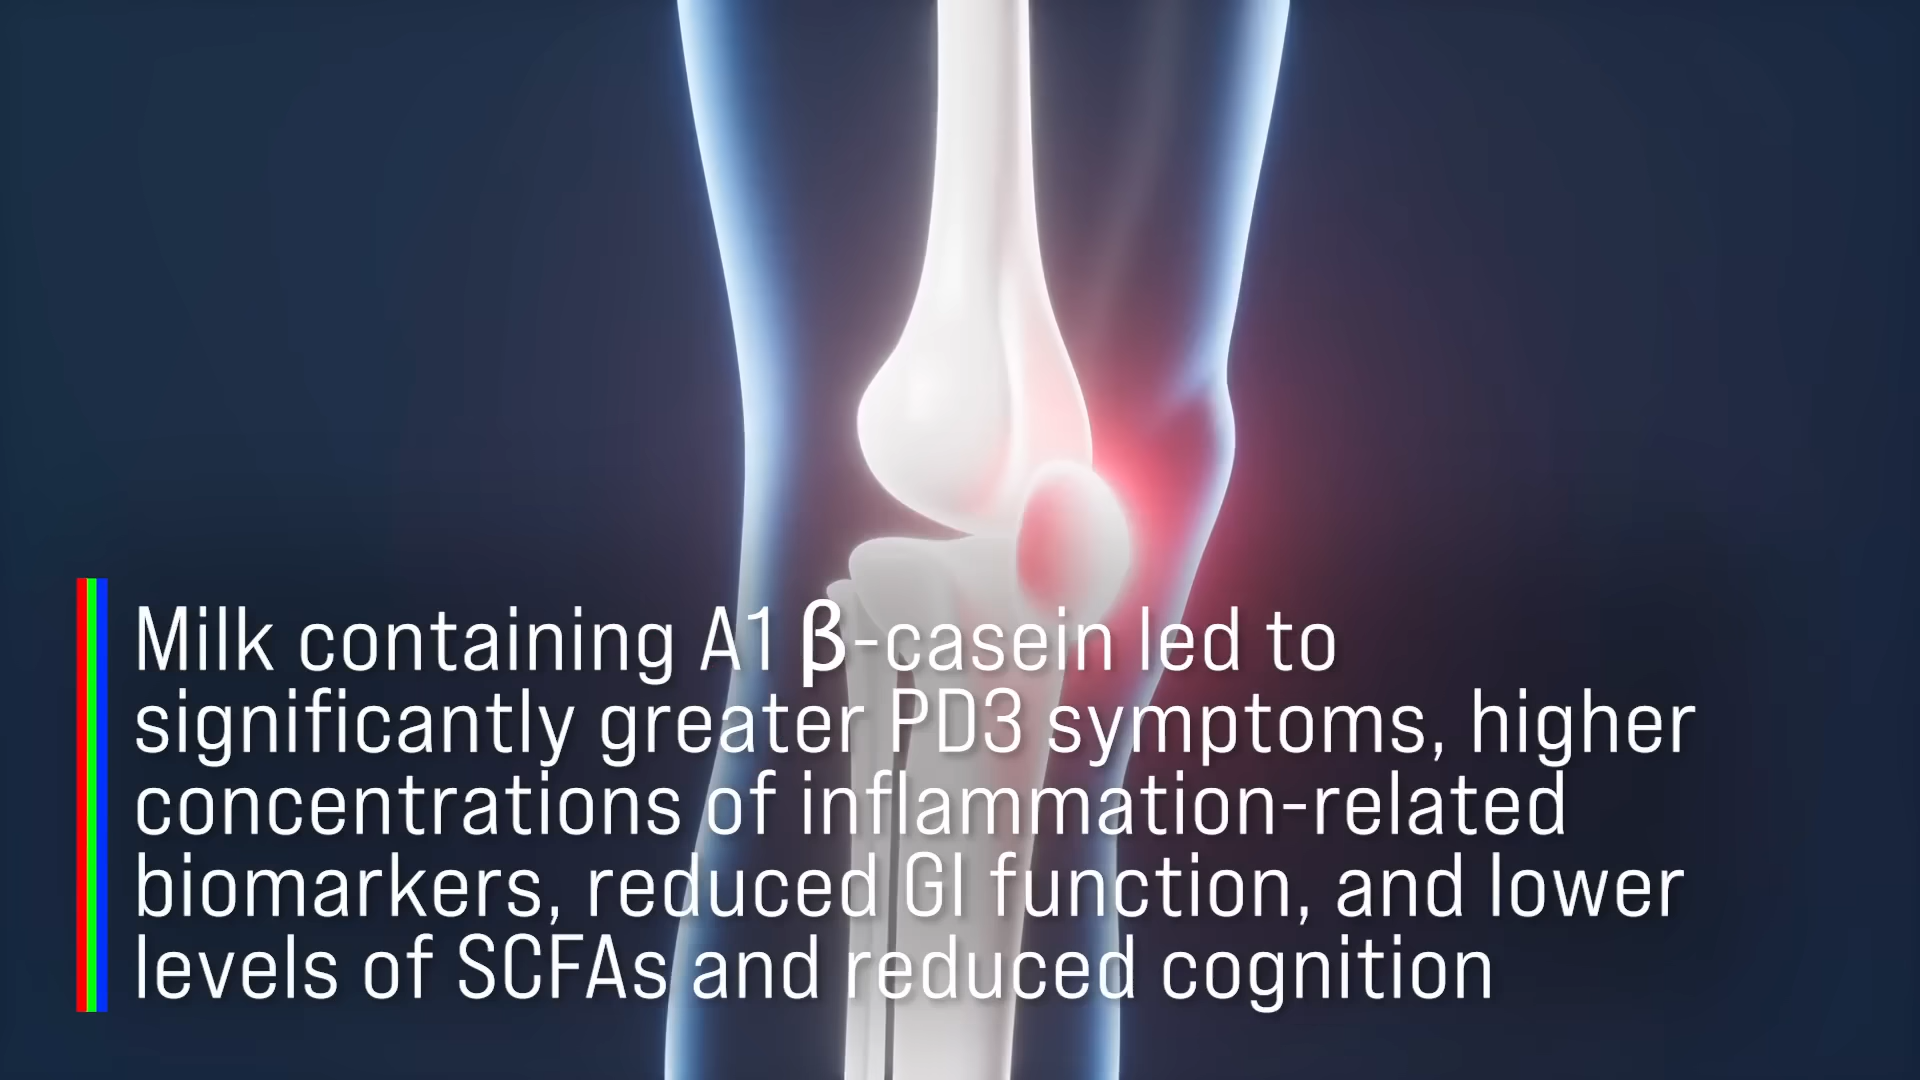 Milk containing A1 β-casein led to
significantly greater PD3 symptoms, higher
concentrations of inflammation-related
biomarkers, reduced GI function, and lower
levels of SCFAs and reduced cognition